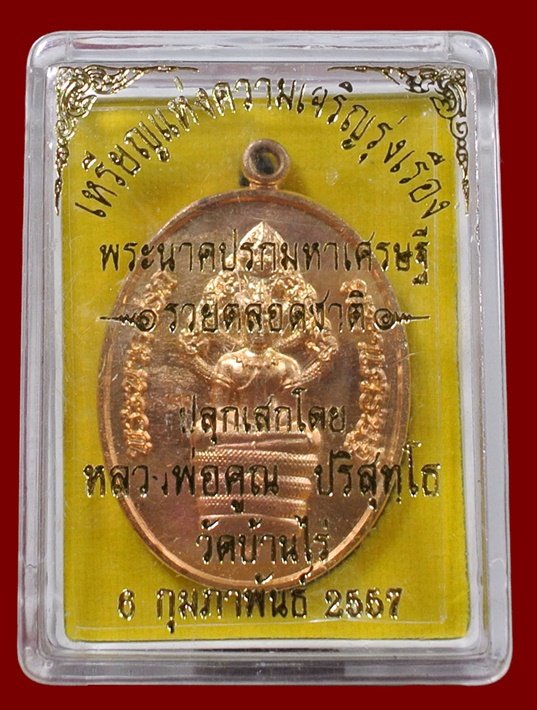 เหรียญแห่งความเจริญรุ่งเรือง
พระนาคปรกมหาเศรษฐี
รวยตลอดชาติ
ปลุกเสกโดย
หลวงพ่อคูณ ปริสุทฺโธ
วัดบ้านไร่
6 กุมภาพันธ์ 2557